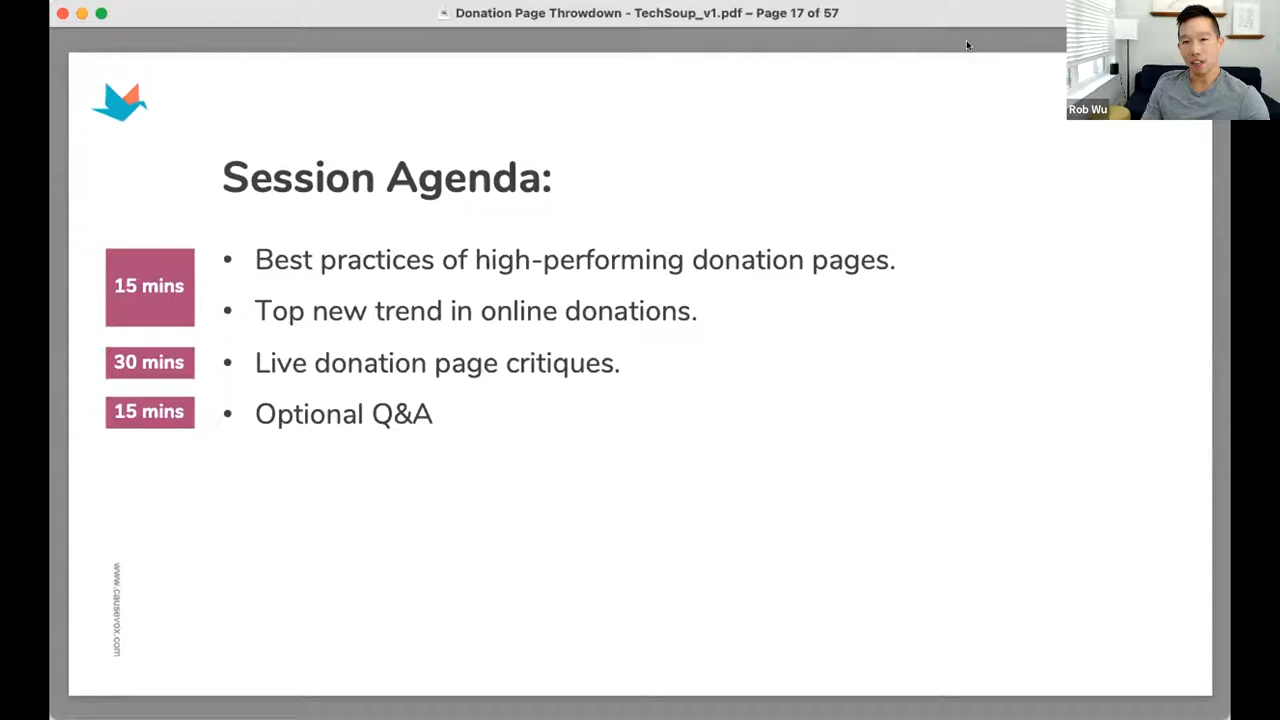 Donation Page Throwdown - TechSoup_v1.pdf – Page 17 of 57
Rob Wu
Session Agenda:
15 mins
• Best practices of high-performing donation pages.
• Top new trend in online donations.
30 mins
• Live donation page critiques.
15 mins
• Optional Q&A
www.causevox.com